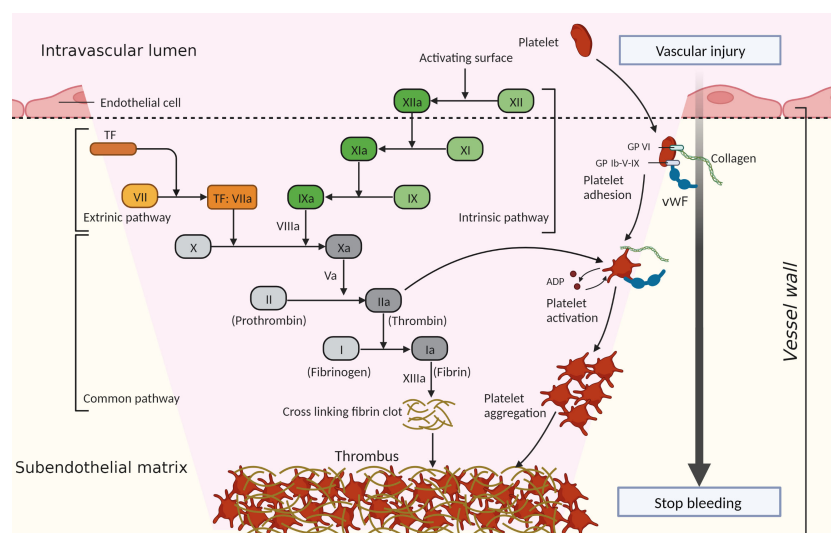 Intravascular lumen
Platelet
Vascular injury
Activating surface
Endothelial cell
XIIa
XII
TF
XIa
XI
GP VI
GP Ib-V-IX
Collagen
Platelet
adhesion
vWF
VII
TF: VIIa
IXa
IX
Extrinic pathway
Intrinsic pathway
VIIIa
X
Xa
Va
ADP
Platelet
activation
II
IIa
(Prothrombin)
(Thrombin)
Vessel wall
I
Ia
(Fibrinogen)
(Fibrin)
XIIIa
Common pathway
Platelet
aggregation
Cross linking fibrin clot
Thrombus
Subendothelial matrix
Stop bleeding